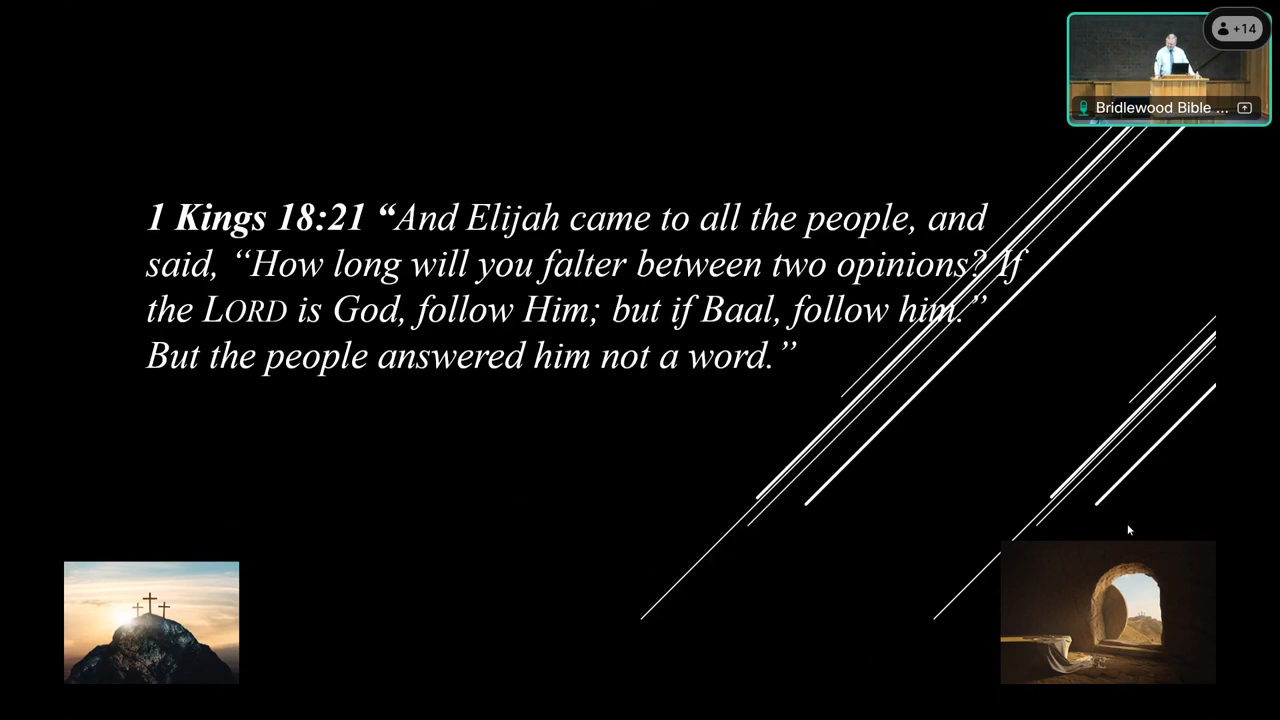 +14
Bridlewood Bible ...
1 Kings 18:21 “And Elijah came to all the people, and
said, “How long will you falter between two opinions? If
the LORD is God, follow Him; but if Baal, follow him.”
But the people answered him not a word.”